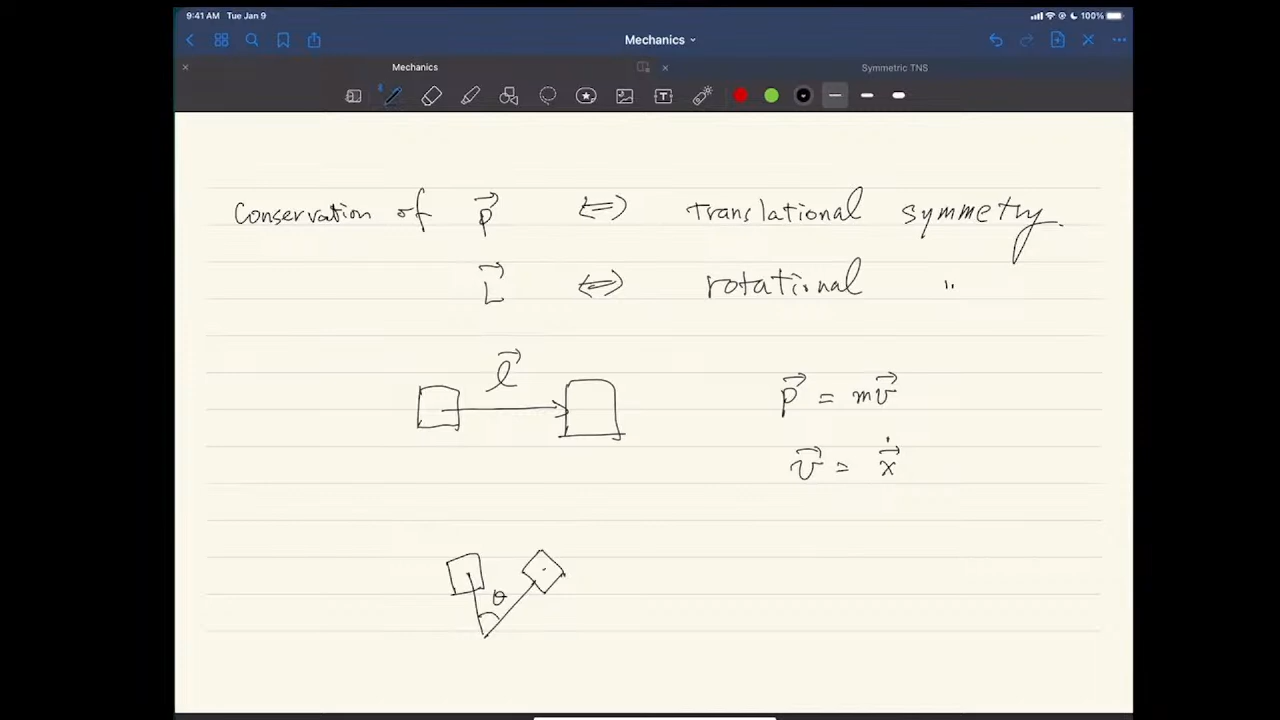 9:41 AM Tue Jan 9 100%
Mechanics
Mechanics Symmetric TNS
Conservation of p⃗ ⇔ translational symmetry.
L⃗ ⇔ rotational "
l⃗
p⃗ = mv⃗
v⃗ = ẋ⃗
θ